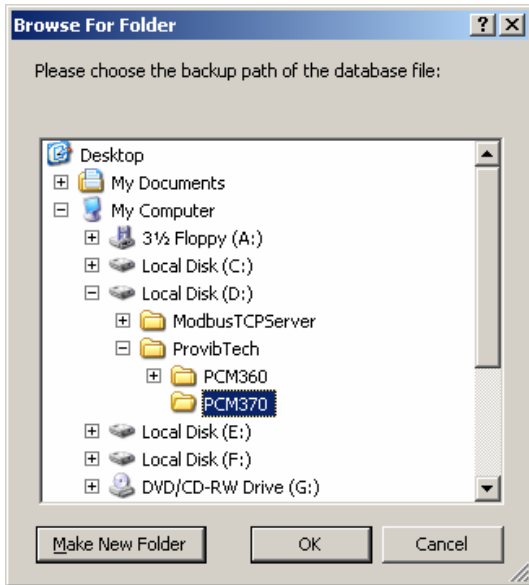 Browse For Folder
Please choose the backup path of the database file:
Desktop
My Documents
My Computer
3½ Floppy (A:)
Local Disk (C:)
Local Disk (D:)
ModbusTCPServer
ProvibTech
PCM360
PCM370
Local Disk (E:)
Local Disk (F:)
DVD/CD-RW Drive (G:)
Make New Folder OK Cancel